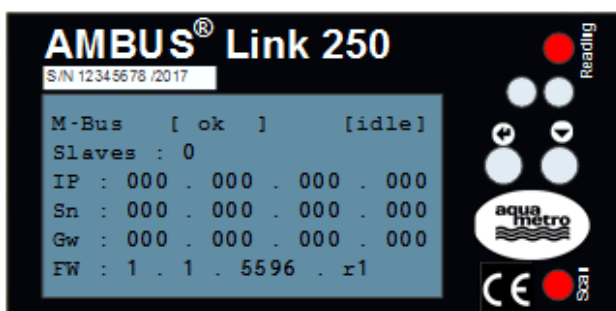 AMBUS® Link 250
S/N 12345678 /2017
Reading
M-Bus [ ok ] [idle]
Slaves : 0
IP : 000 . 000 . 000 . 000
Sn : 000 . 000 . 000 . 000
Gw : 000 . 000 . 000 . 000
FW : 1 . 1 . 5596 . r1
aqua
metro
CE
Scan